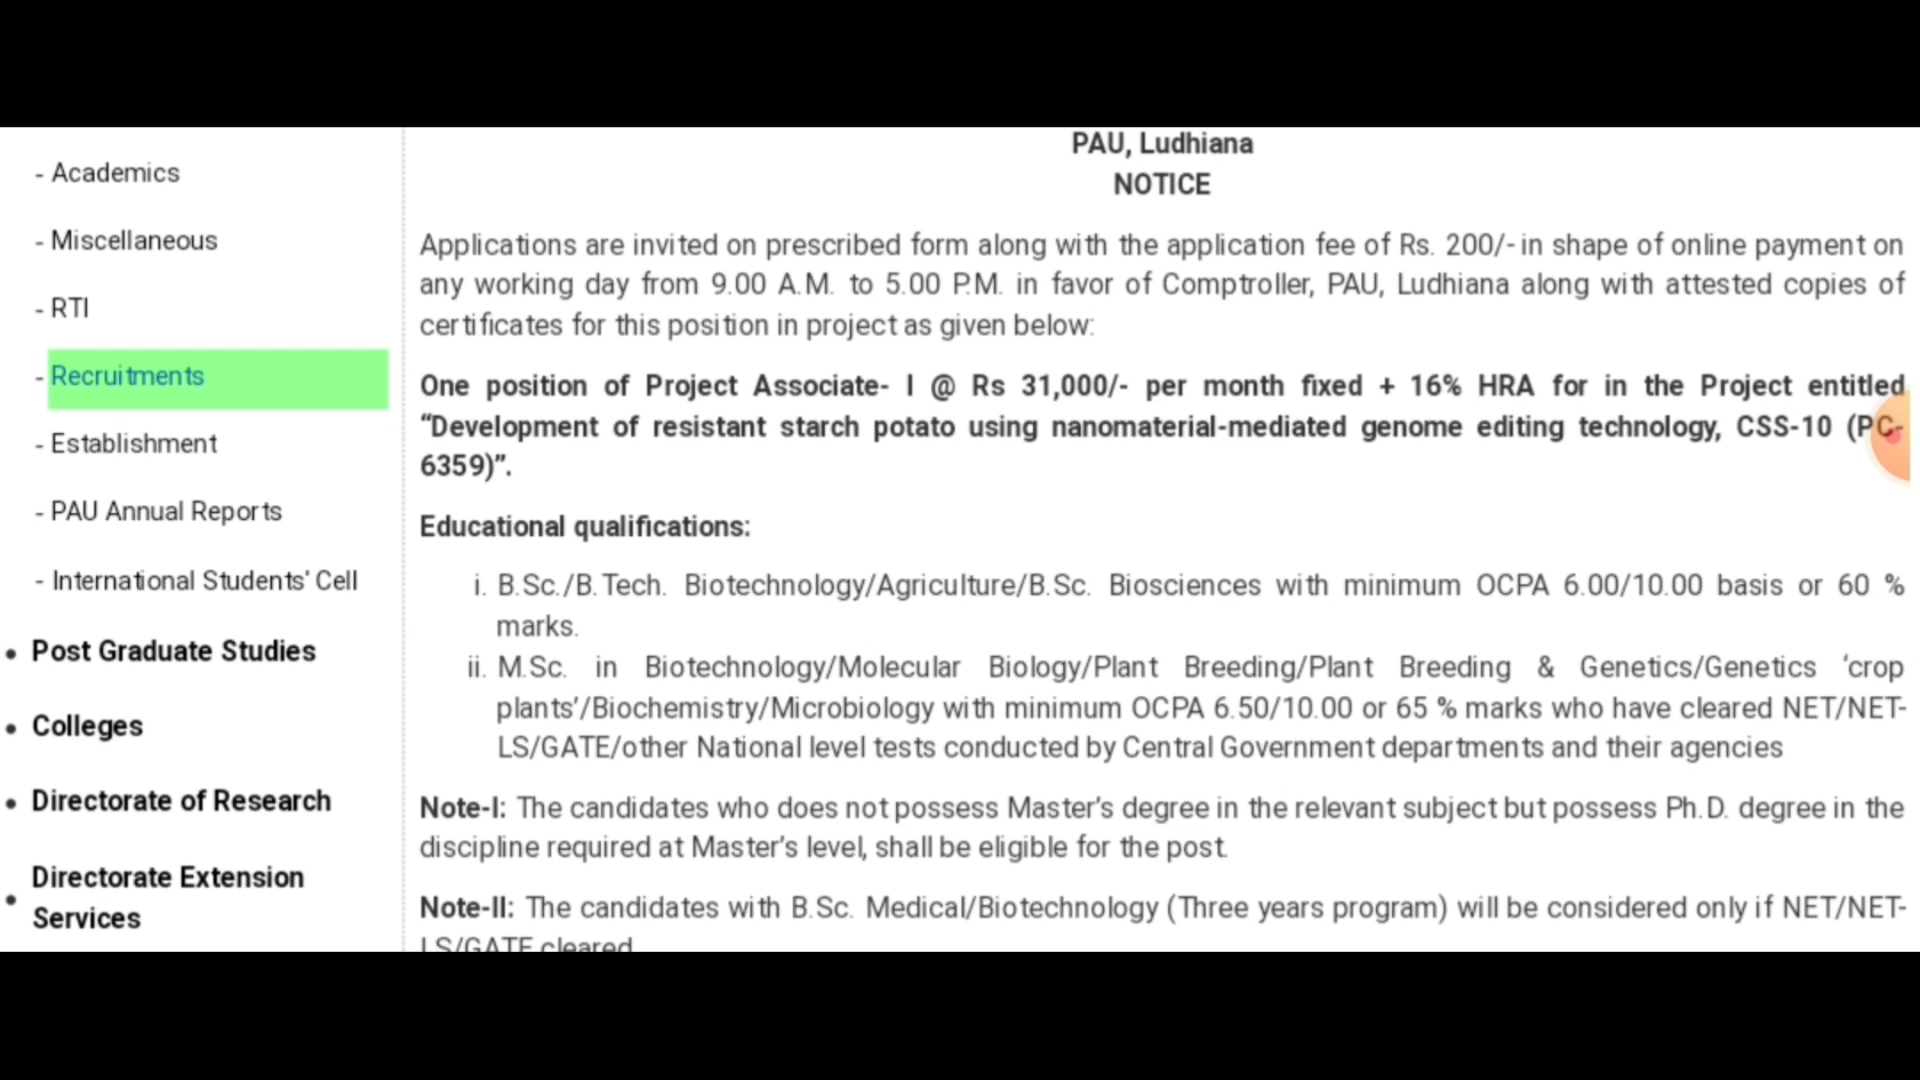 - Academics
- Miscellaneous
- RTI
- Recruitments
- Establishment
- PAU Annual Reports
- International Students' Cell
• Post Graduate Studies
• Colleges
• Directorate of Research
• Directorate Extension
Services
PAU, Ludhiana
NOTICE
Applications are invited on prescribed form along with the application fee of Rs. 200/- in shape of online payment on
any working day from 9.00 A.M. to 5.00 P.M. in favor of Comptroller, PAU, Ludhiana along with attested copies of
certificates for this position in project as given below:
One position of Project Associate- I @ Rs 31,000/- per month fixed + 16% HRA for in the Project entitled
“Development of resistant starch potato using nanomaterial-mediated genome editing technology, CSS-10 (PC-
6359)”.
Educational qualifications:
i. B.Sc./B.Tech. Biotechnology/Agriculture/B.Sc. Biosciences with minimum OCPA 6.00/10.00 basis or 60 %
marks.
ii. M.Sc. in Biotechnology/Molecular Biology/Plant Breeding/Plant Breeding & Genetics/Genetics ‘crop
plants’/Biochemistry/Microbiology with minimum OCPA 6.50/10.00 or 65 % marks who have cleared NET/NET-
LS/GATE/other National level tests conducted by Central Government departments and their agencies
Note-I: The candidates who does not possess Master’s degree in the relevant subject but possess Ph.D. degree in the
discipline required at Master’s level, shall be eligible for the post.
Note-II: The candidates with B.Sc. Medical/Biotechnology (Three years program) will be considered only if NET/NET-
LS/GATE cleared